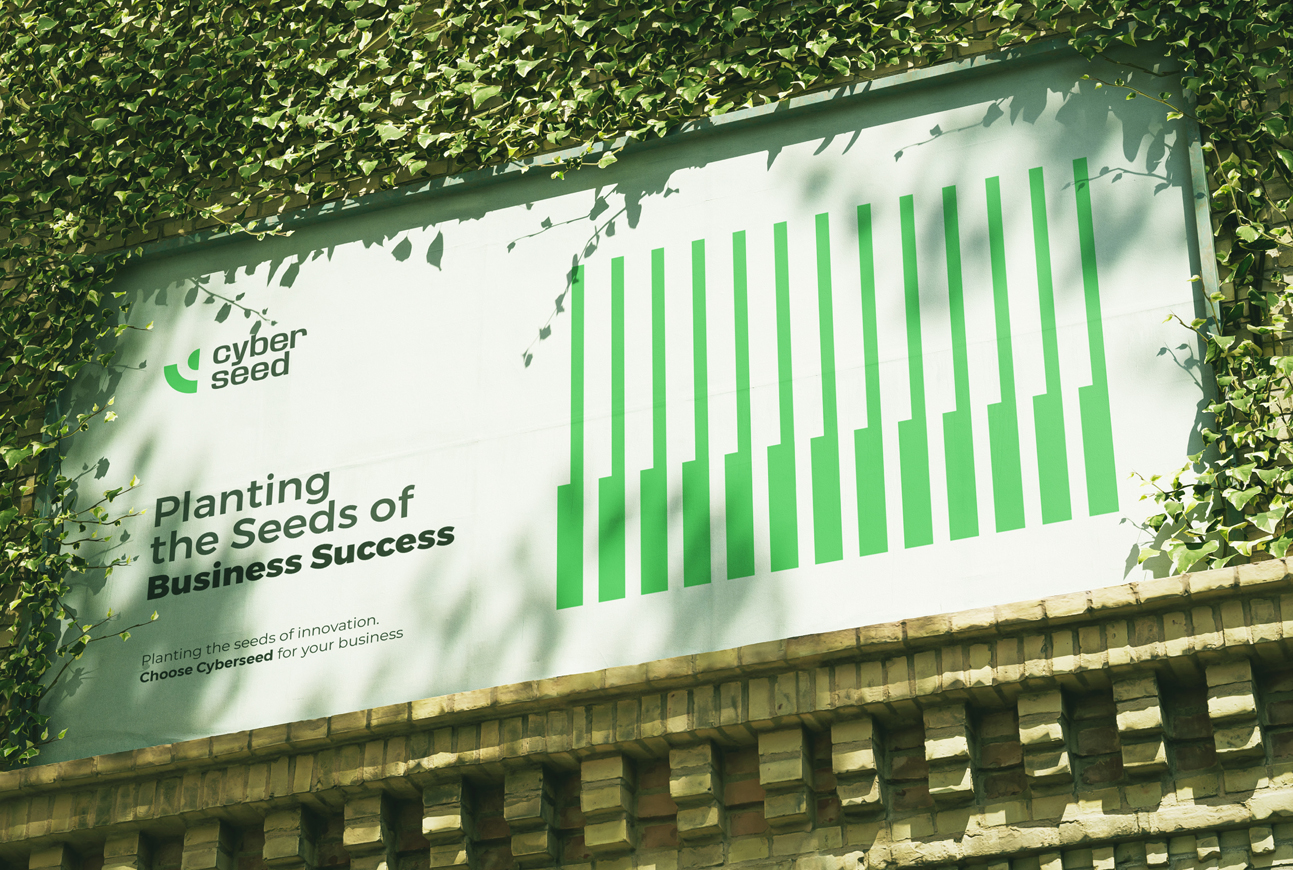 cyber
seed
Planting
the Seeds of
Business Success
Planting the seeds of innovation.
Choose Cyberseed for your business